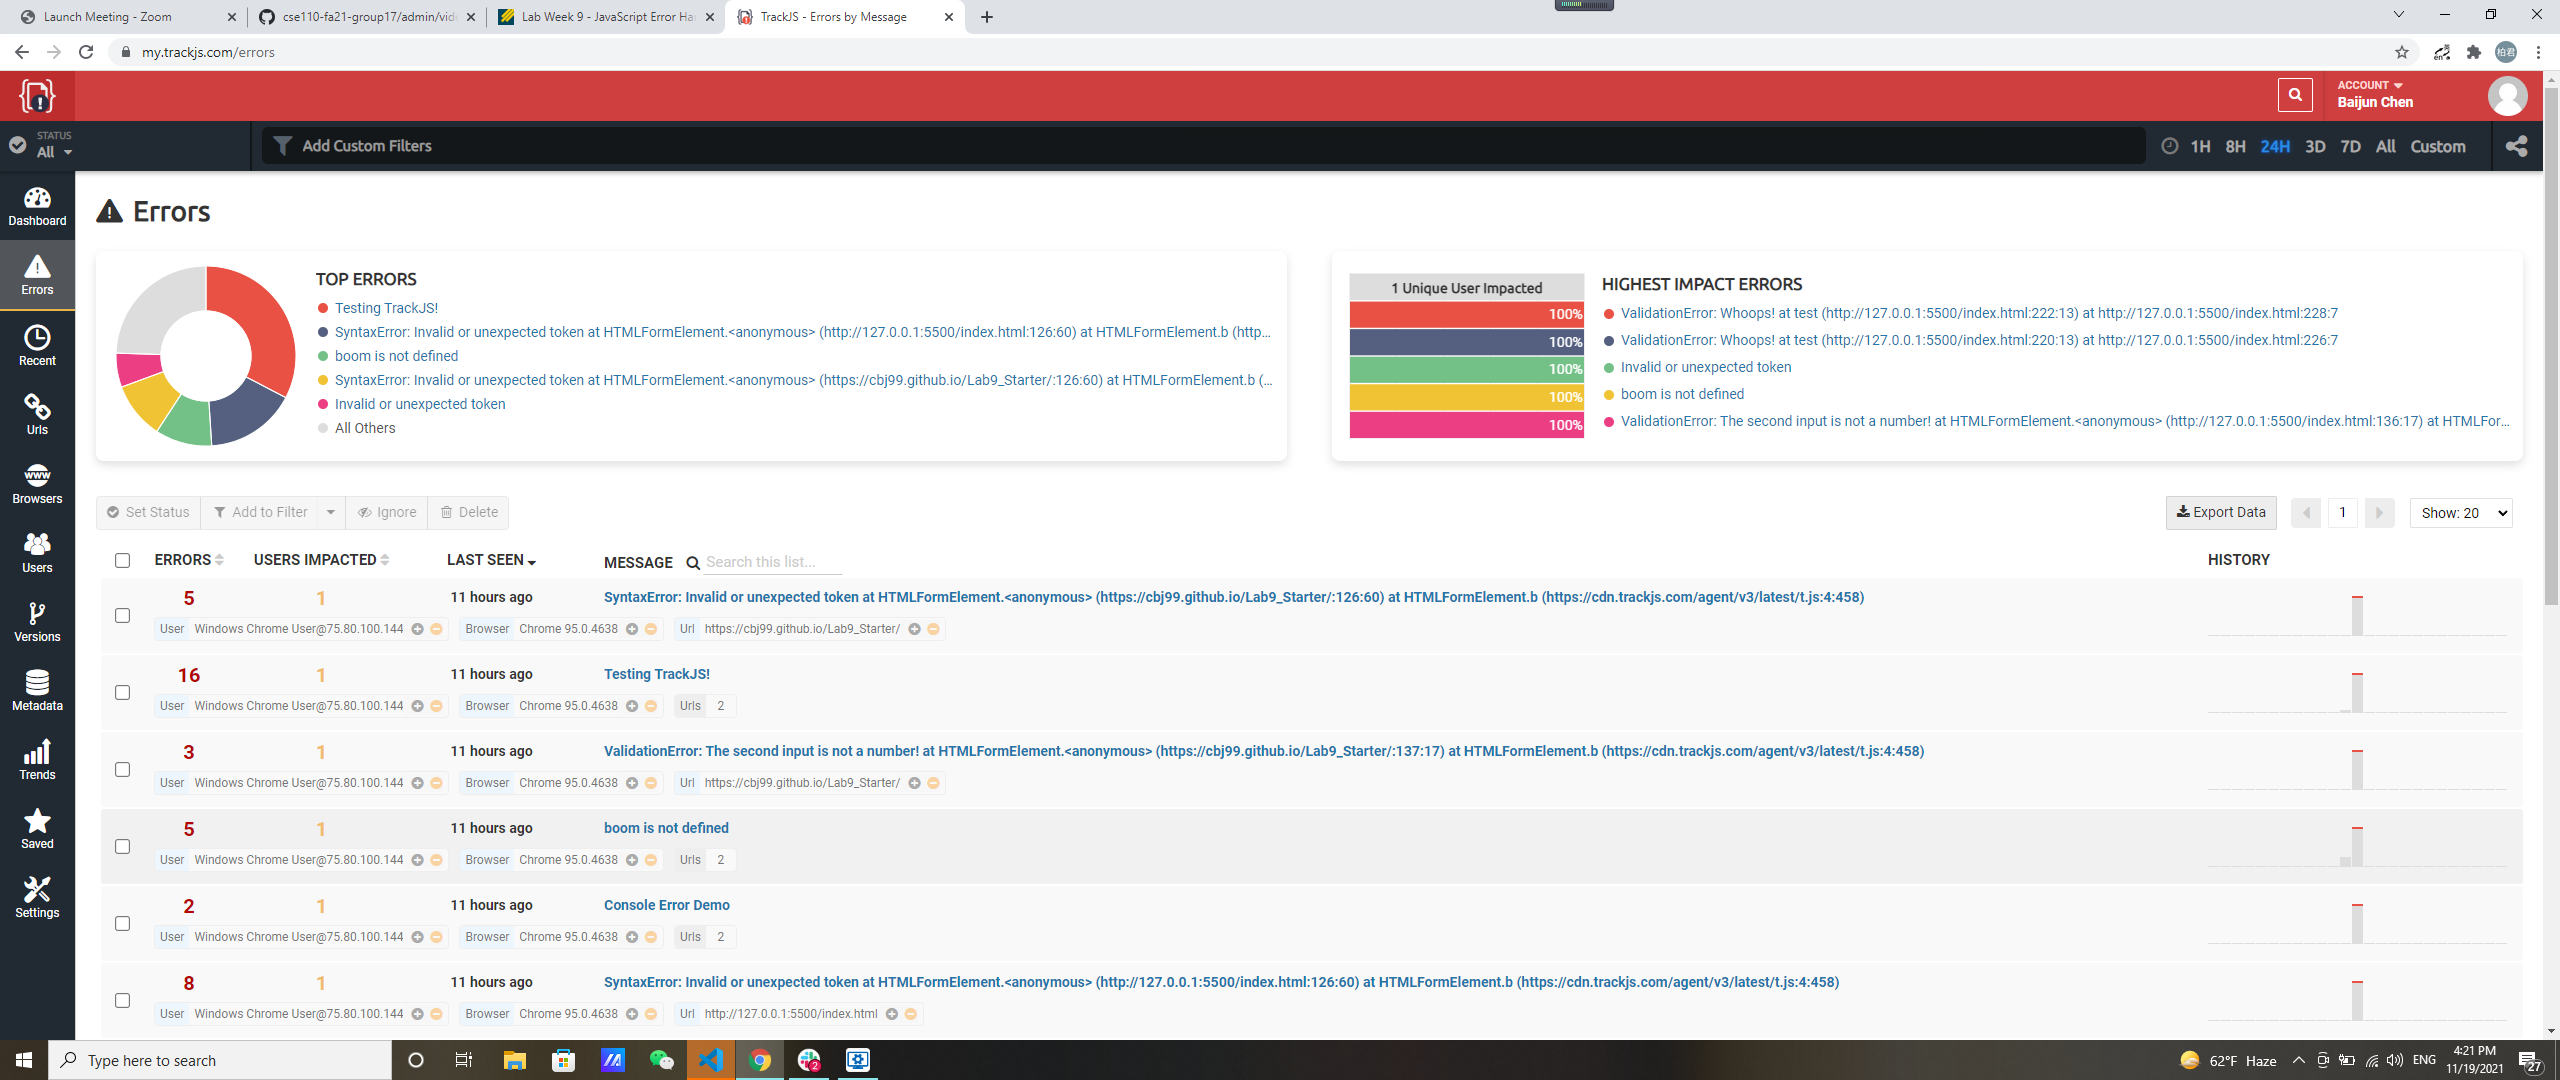 Launch Meeting - Zoom
cse110-fa21-group17/admin/vid
Lab Week 9 - JavaScript Error Ha
TrackJS - Errors by Message
my.trackjs.com/errors
en
柏君
ACCOUNT
Baijun Chen
STATUS
All
Add Custom Filters
1H 8H 24H 3D 7D All Custom
Dashboard
Errors
Recent
Urls
WWW
Browsers
Users
Versions
Metadata
Trends
Saved
Settings
Errors
TOP ERRORS
Testing TrackJS!
SyntaxError: Invalid or unexpected token at HTMLFormElement.<anonymous> (http://127.0.0.1:5500/index.html:126:60) at HTMLFormElement.b (http...
boom is not defined
SyntaxError: Invalid or unexpected token at HTMLFormElement.<anonymous> (https://cbj99.github.io/Lab9_Starter/:126:60) at HTMLFormElement.b (...
Invalid or unexpected token
All Others
1 Unique User Impacted
100%
100%
100%
100%
100%
HIGHEST IMPACT ERRORS
ValidationError: Whoops! at test (http://127.0.0.1:5500/index.html:222:13) at http://127.0.0.1:5500/index.html:228:7
ValidationError: Whoops! at test (http://127.0.0.1:5500/index.html:220:13) at http://127.0.0.1:5500/index.html:226:7
Invalid or unexpected token
boom is not defined
ValidationError: The second input is not a number! at HTMLFormElement.<anonymous> (http://127.0.0.1:5500/index.html:136:17) at HTMLFor...
Set Status Add to Filter Ignore Delete
Export Data 1 Show: 20
ERRORS USERS IMPACTED LAST SEEN MESSAGE Search this list... HISTORY
5 1 11 hours ago SyntaxError: Invalid or unexpected token at HTMLFormElement.<anonymous> (https://cbj99.github.io/Lab9_Starter/:126:60) at HTMLFormElement.b (https://cdn.trackjs.com/agent/v3/latest/t.js:4:458)
User Windows Chrome User@75.80.100.144 Browser Chrome 95.0.4638 Url https://cbj99.github.io/Lab9_Starter/
16 1 11 hours ago Testing TrackJS!
User Windows Chrome User@75.80.100.144 Browser Chrome 95.0.4638 Urls 2
3 1 11 hours ago ValidationError: The second input is not a number! at HTMLFormElement.<anonymous> (https://cbj99.github.io/Lab9_Starter/:137:17) at HTMLFormElement.b (https://cdn.trackjs.com/agent/v3/latest/t.js:4:458)
User Windows Chrome User@75.80.100.144 Browser Chrome 95.0.4638 Url https://cbj99.github.io/Lab9_Starter/
5 1 11 hours ago boom is not defined
User Windows Chrome User@75.80.100.144 Browser Chrome 95.0.4638 Urls 2
2 1 11 hours ago Console Error Demo
User Windows Chrome User@75.80.100.144 Browser Chrome 95.0.4638 Urls 2
8 1 11 hours ago SyntaxError: Invalid or unexpected token at HTMLFormElement.<anonymous> (http://127.0.0.1:5500/index.html:126:60) at HTMLFormElement.b (https://cdn.trackjs.com/agent/v3/latest/t.js:4:458)
User Windows Chrome User@75.80.100.144 Browser Chrome 95.0.4638 Url http://127.0.0.1:5500/index.html
Type here to search
2
62°F Haze
ENG
4:21 PM
11/19/2021
27